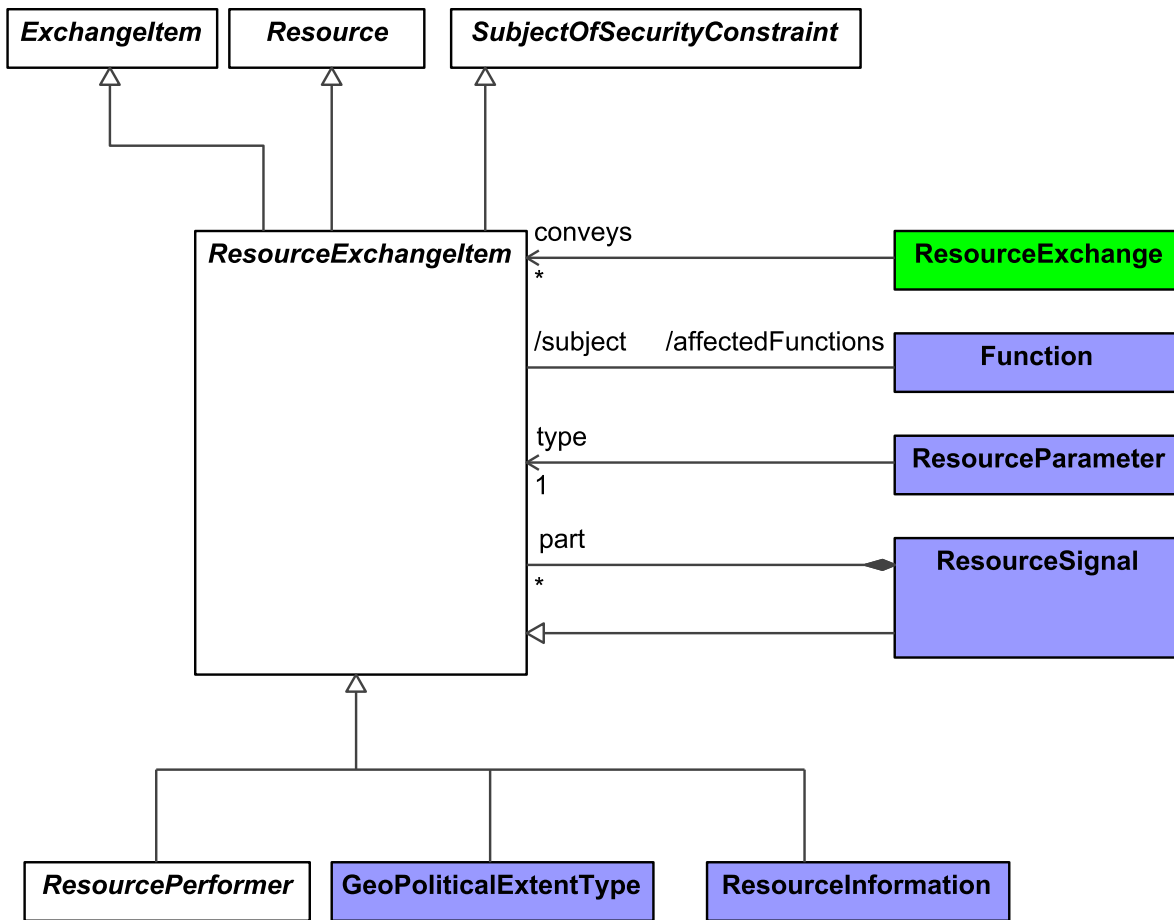 ExchangeItem
Resource
SubjectOfSecurityConstraint
ResourceExchangeItem
conveys
*
ResourceExchange
/subject
/affectedFunctions
Function
type
1
ResourceParameter
part
*
ResourceSignal
ResourcePerformer
GeoPoliticalExtentType
ResourceInformation